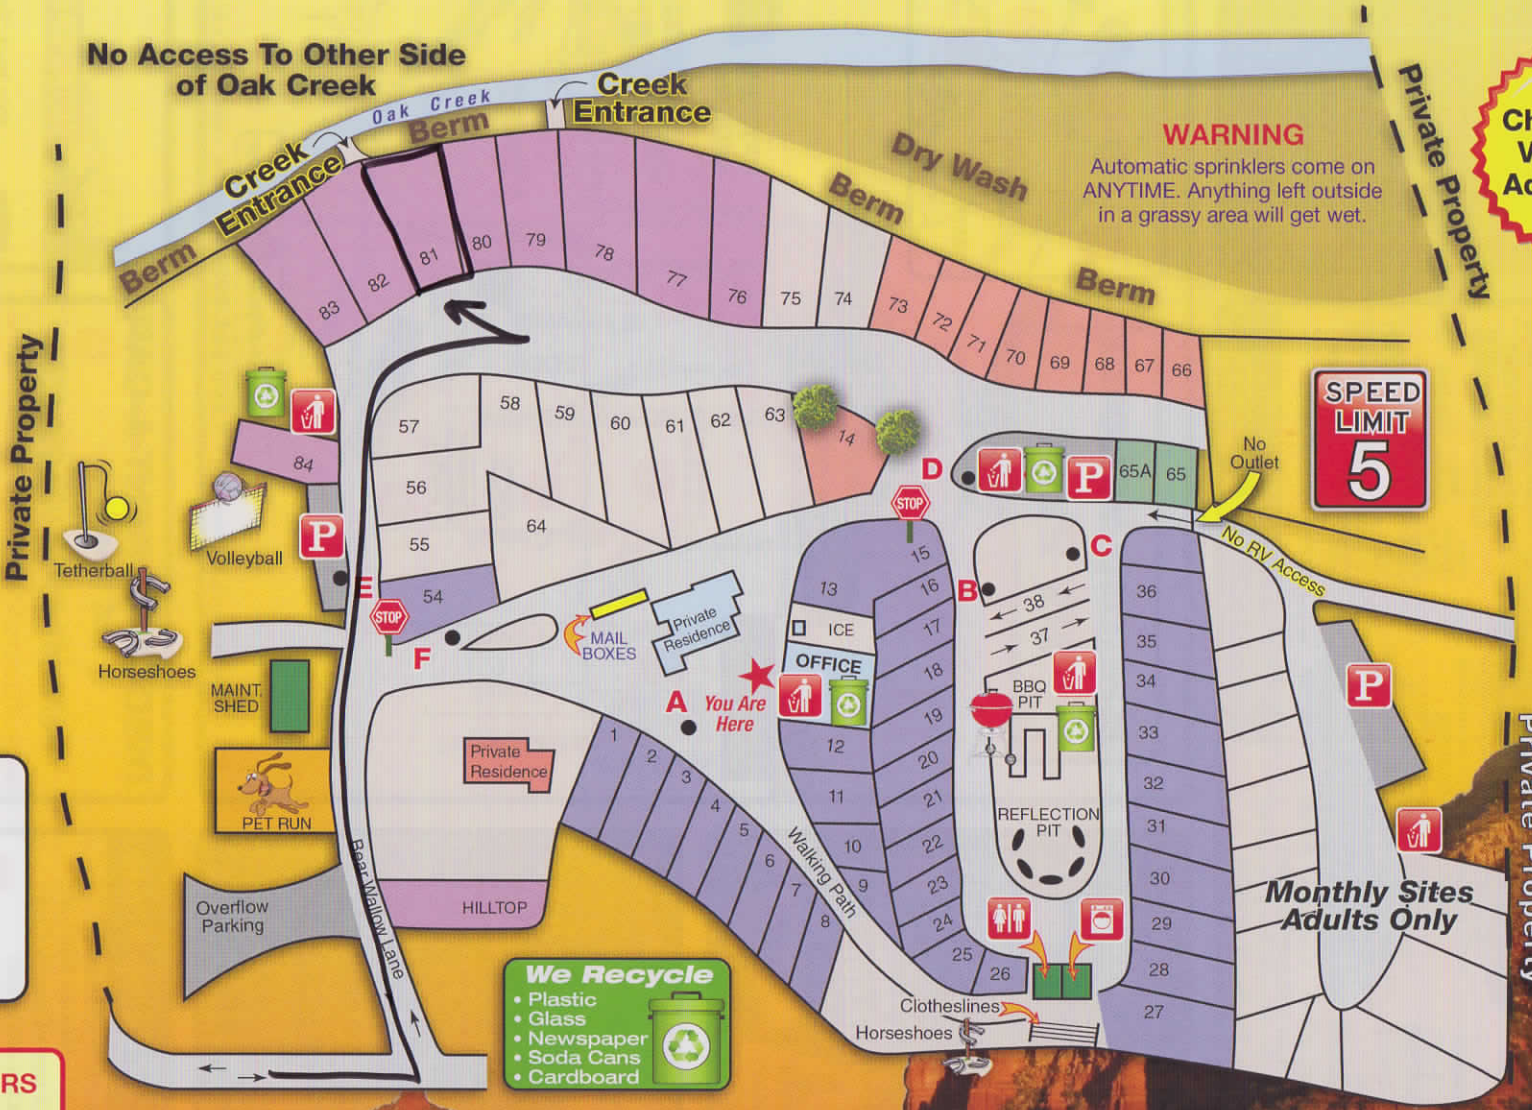 No Access To Other Side
of Oak Creek
Oak Creek
Berm
Creek
Entrance
Creek
Entrance
Berm
Dry Wash
Berm
Berm
WARNING
Automatic sprinklers come on
ANYTIME. Anything left outside
in a grassy area will get wet.
Private Property
Private Property
Private Property
SPEED
LIMIT
5
83
82
81
80
79
78
77
76
75
74
73
72
71
70
69
68
67
66
57
58
59
60
61
62
63
14
56
55
64
54
84
D
P
65A
65
No
Outlet
No RV Access
STOP
P
Volleyball
Tetherball
Horseshoes
E
STOP
F
MAIL
BOXES
Private
Residence
A
You Are
Here
13
15
16
17
18
19
20
21
22
23
24
25
26
ICE
OFFICE
12
11
10
9
B
C
38
37
BBQ
PIT
REFLECTION
PIT
36
35
34
33
32
31
30
29
28
27
P
Monthly Sites
Adults Only
MAINT.
SHED
PET RUN
Private
Residence
1
2
3
4
5
6
7
8
Walking Path
HILLTOP
Overflow
Parking
Bear Wallow Lane
We Recycle
• Plastic
• Glass
• Newspaper
• Soda Cans
• Cardboard
Clotheslines
Horseshoes
RS